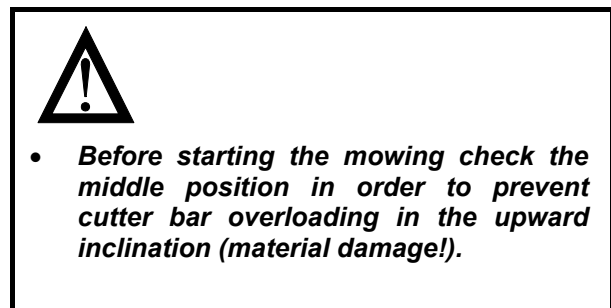 • Before starting the mowing check the
middle position in order to prevent
cutter bar overloading in the upward
inclination (material damage!).